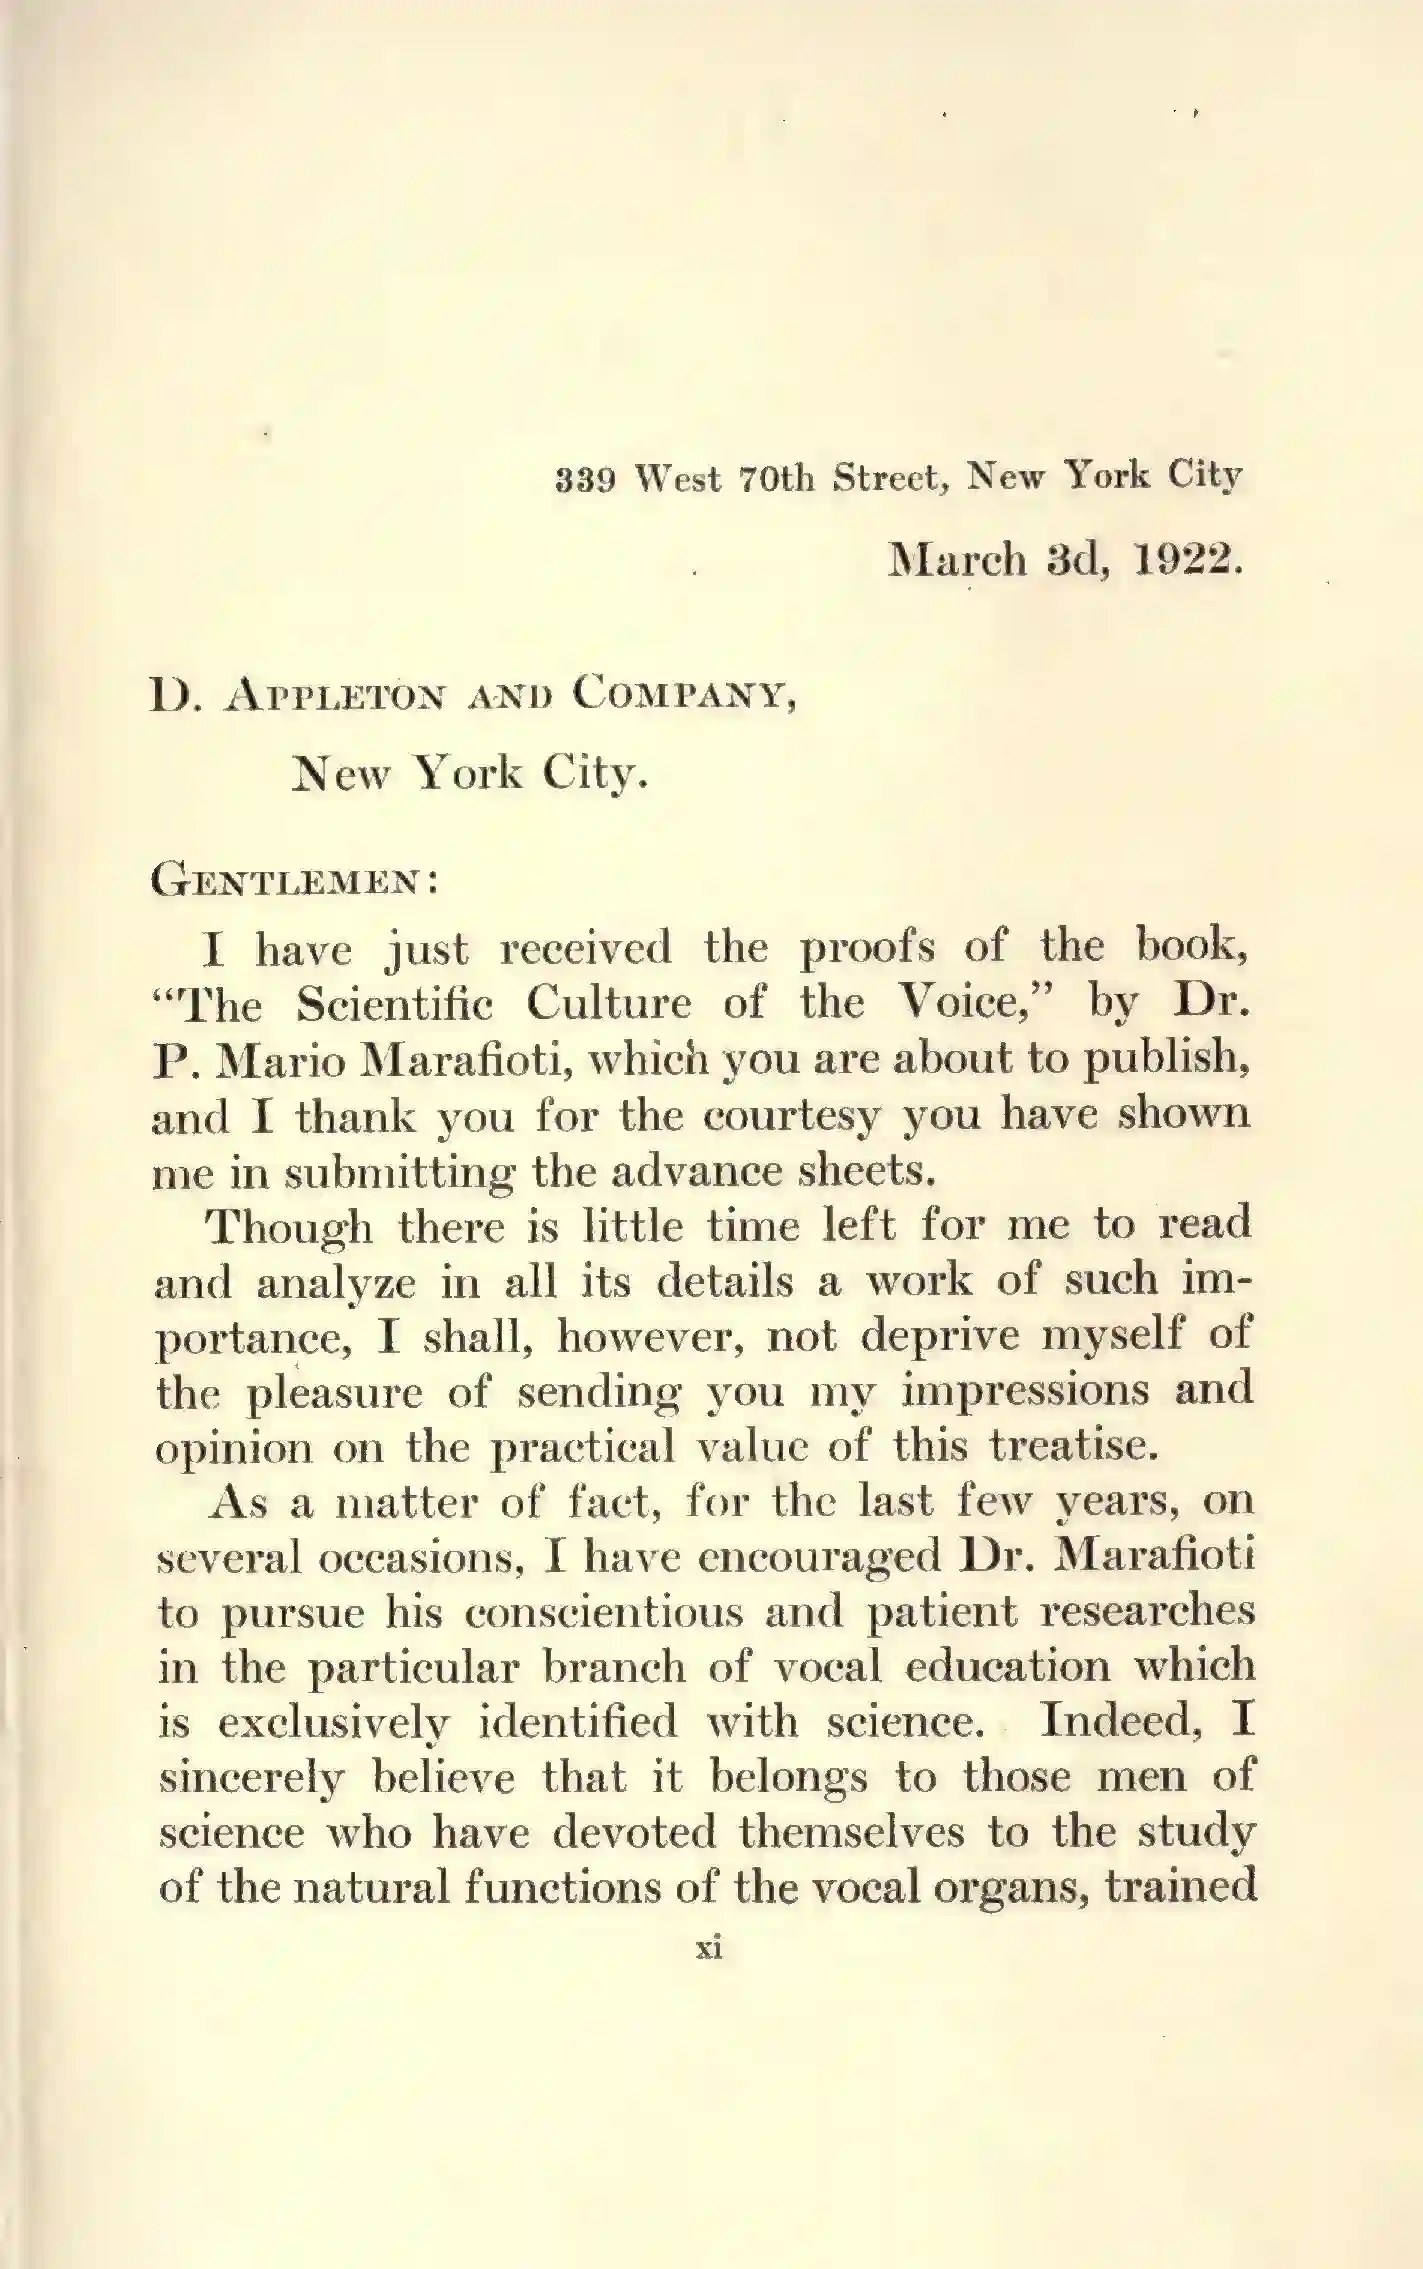 339 West 70th Street, New York City
March 3d, 1922.
D. Appleton and Company,
New York City.
Gentlemen:
I have just received the proofs of the book,
“The Scientific Culture of the Voice,” by Dr.
P. Mario Marafioti, which you are about to publish,
and I thank you for the courtesy you have shown
me in submitting the advance sheets.
Though there is little time left for me to read
and analyze in all its details a work of such im-
portance, I shall, however, not deprive myself of
the pleasure of sending you my impressions and
opinion on the practical value of this treatise.
As a matter of fact, for the last few years, on
several occasions, I have encouraged Dr. Marafioti
to pursue his conscientious and patient researches
in the particular branch of vocal education which
is exclusively identified with science. Indeed, I
sincerely believe that it belongs to those men of
science who have devoted themselves to the study
of the natural functions of the vocal organs, trained
xi